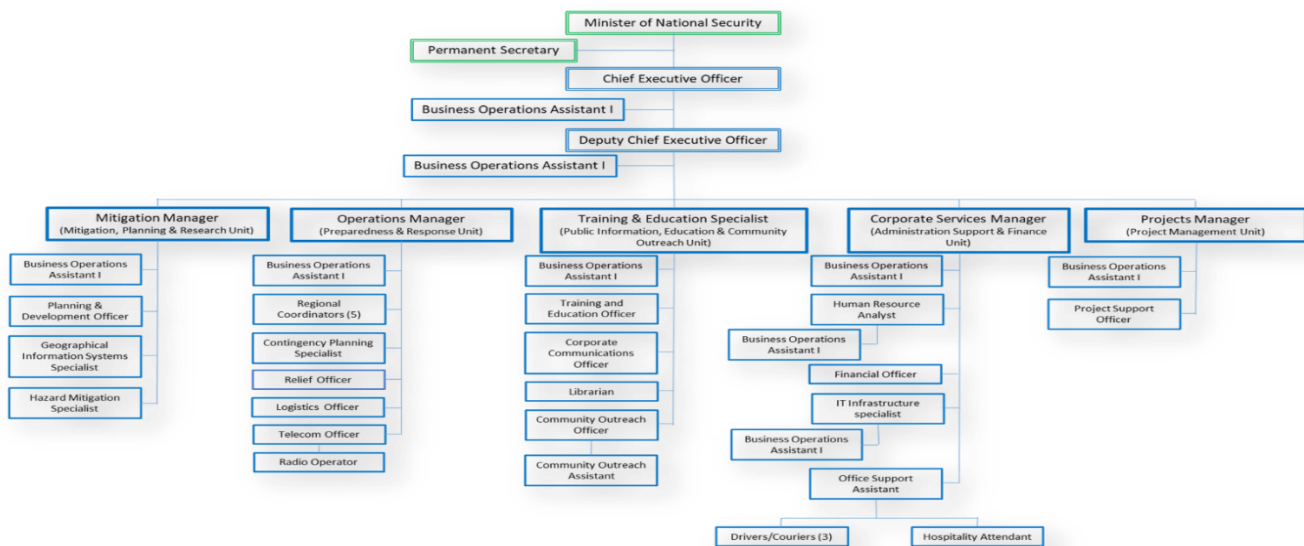 Minister of National Security
Permanent Secretary
Chief Executive Officer
Business Operations Assistant I
Deputy Chief Executive Officer
Business Operations Assistant I
Mitigation Manager
(Mitigation, Planning & Research Unit)
Business Operations
Assistant I
Planning &
Development Officer
Geographical
Information Systems
Specialist
Hazard Mitigation
Specialist
Operations Manager
(Preparedness & Response Unit)
Business Operations
Assistant I
Regional
Coordinators (5)
Contingency Planning
Specialist
Relief Officer
Logistics Officer
Telecom Officer
Radio Operator
Training & Education Specialist
(Public Information, Education & Community
Outreach Unit)
Business Operations
Assistant I
Training and
Education Officer
Corporate
Communications
Officer
Librarian
Community Outreach
Officer
Community Outreach
Assistant
Corporate Services Manager
(Administration Support & Finance
Unit)
Business Operations
Assistant I
Human Resource
Analyst
Business Operations
Assistant I
Financial Officer
IT Infrastructure
specialist
Business Operations
Assistant I
Office Support
Assistant
Drivers/Couriers (3)
Hospitality Attendant
Projects Manager
(Project Management Unit)
Business Operations
Assistant I
Project Support
Officer